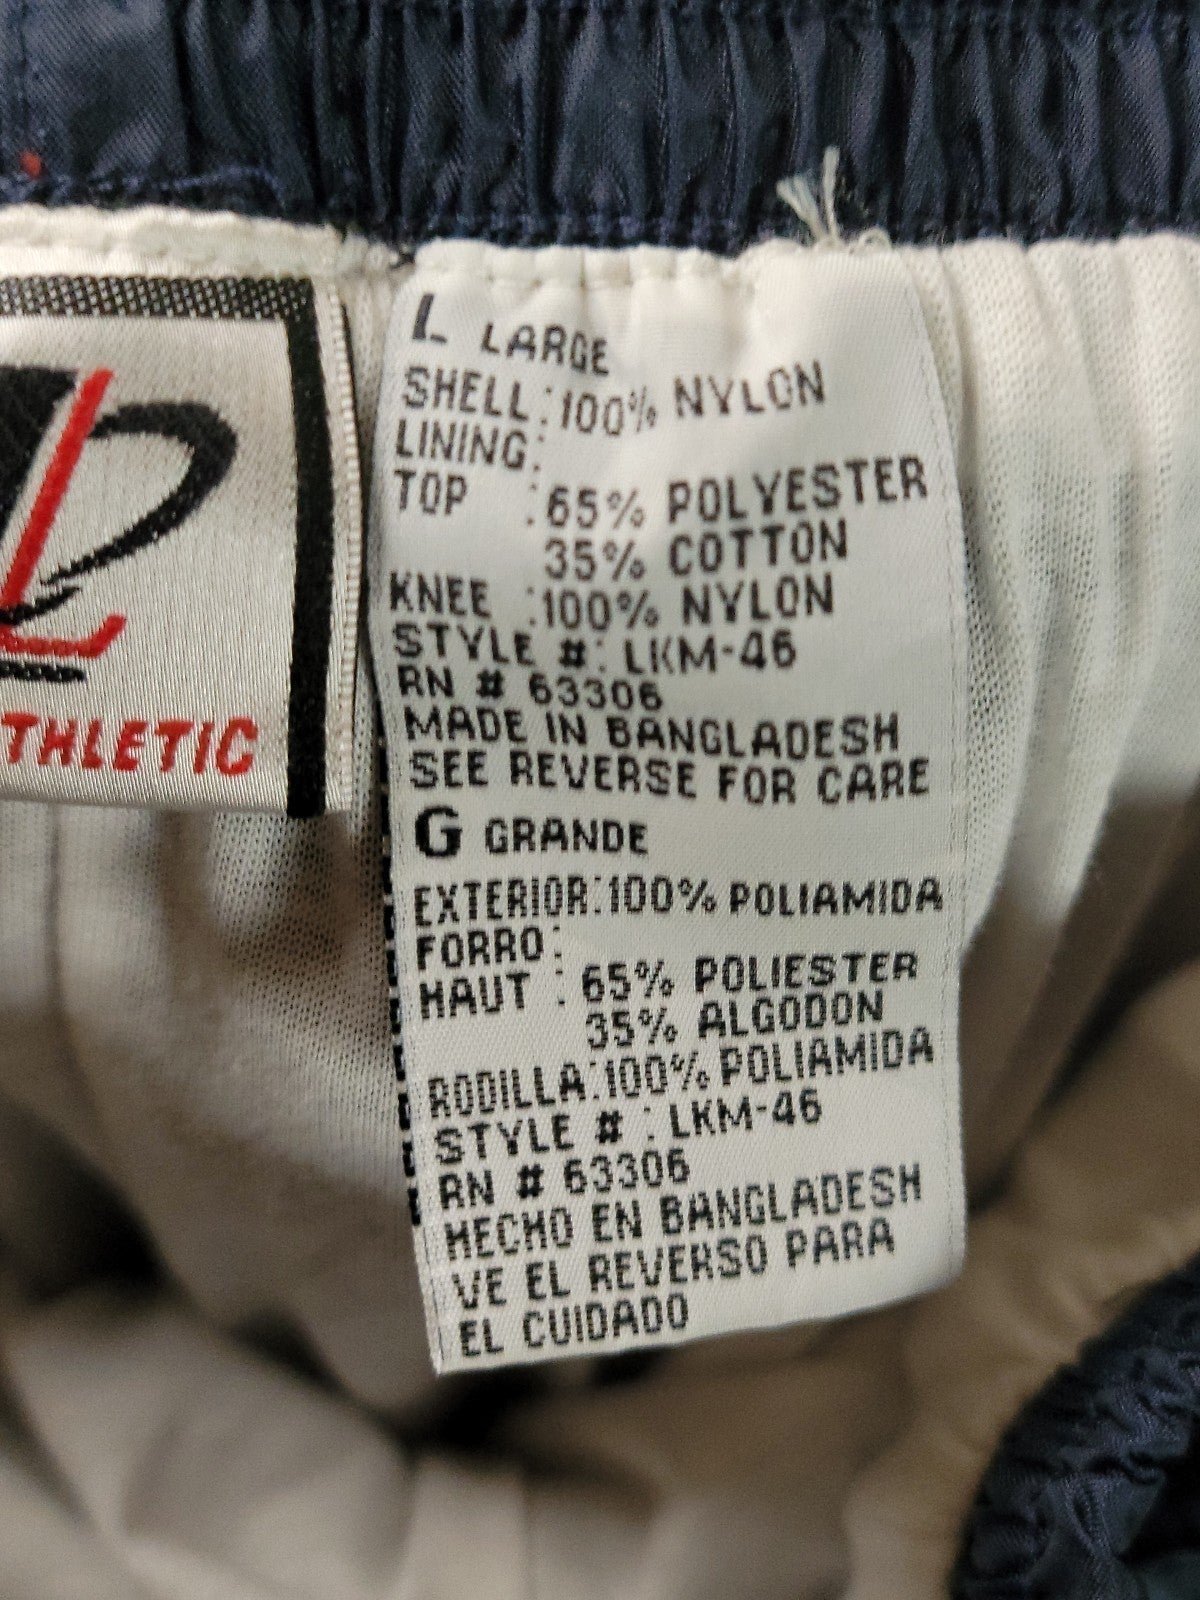 THLETIC
L LARGE
SHELL:100% NYLON
LINING:
TOP :65% POLYESTER
35% COTTON
KNEE :100% NYLON
STYLE #: LKM-46
RN # 63306
MADE IN BANGLADESH
SEE REVERSE FOR CARE
G GRANDE
EXTERIOR:100% POLIAMIDA
FORRO:
HAUT : 65% POLIESTER
35% ALGODON
RODILLA:100% POLIAMIDA
STYLE # : LKM-46
RN # 63306
HECHO EN BANGLADESH
VE EL REVERSO PARA
EL CUIDADO